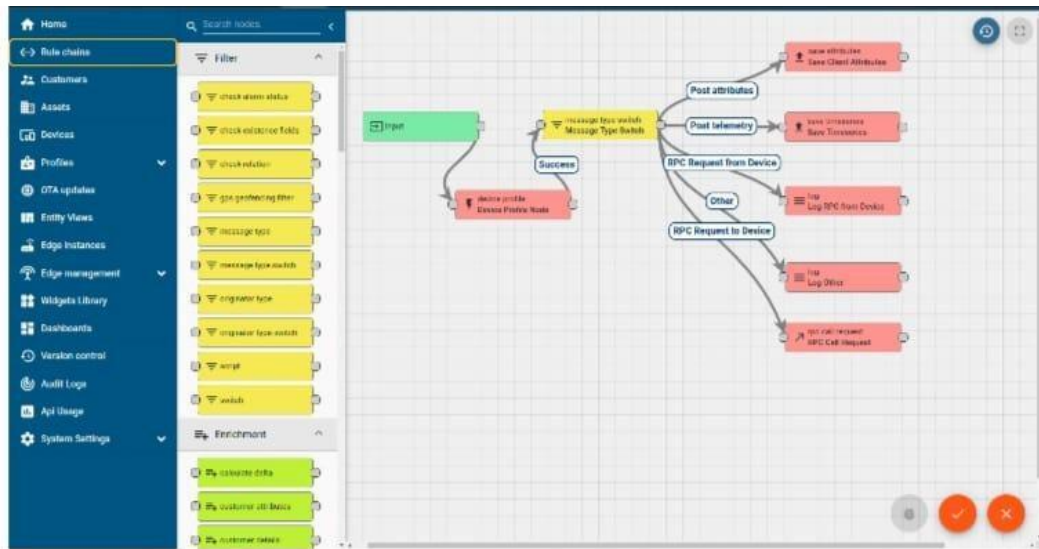 Home
Rule chains
Customers
Assets
Devices
Profiles
OTA updates
Entity Views
Edge instances
Edge management
Widgets Library
Dashboards
Version control
Audit Logs
Api Usage
System Settings
Search nodes
Filter
check alarm status
check existence fields
check relation
gps geofencing filter
message type
message type switch
originator type
originator type switch
script
switch
Enrichment
calculate delta
customer attributes
customer details
Input
device profile
Device Profile Node
Success
message type switch
Message Type Switch
Post attributes
Post telemetry
RPC Request from Device
Other
RPC Request to Device
save attributes
Save Client Attributes
save timeseries
Save Timeseries
log
Log RPC from Device
log
Log Other
rpc call request
RPC Call Request